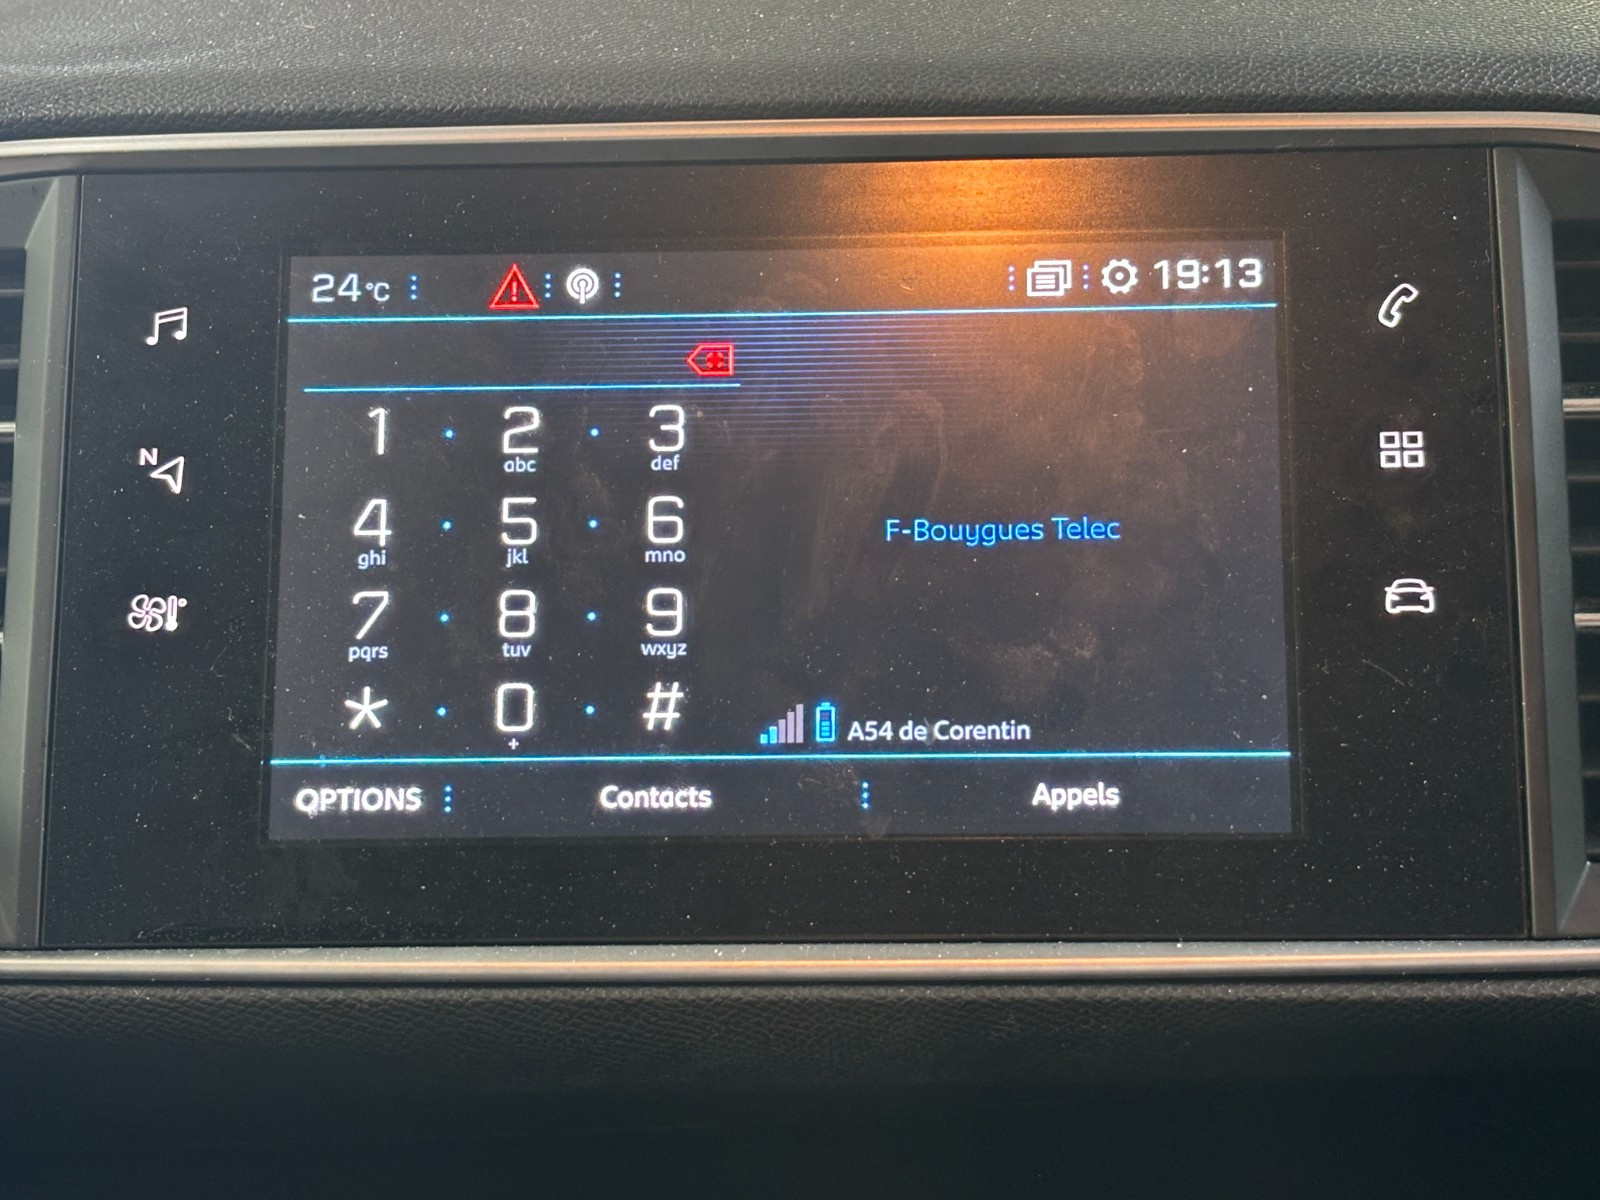 24°C 19:13
1 2 3
abc def
N
4 5 6
ghi jkl mno
F-Bouygues Telec
7 8 9
pqrs tuv wxyz
* 0 #
+
A54 de Corentin
OPTIONS Contacts Appels